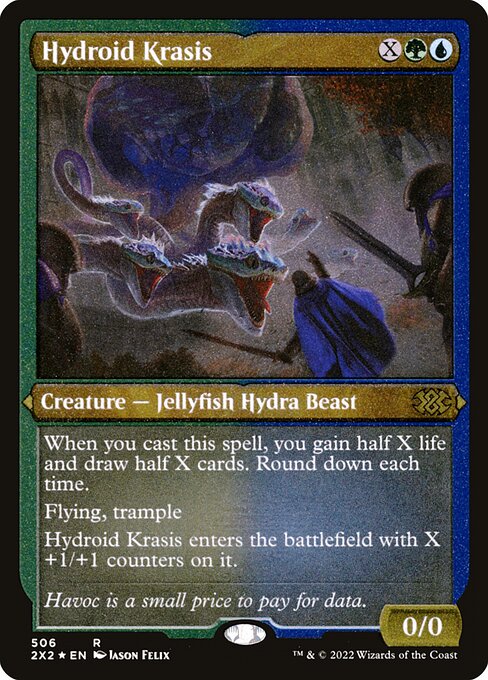 Hydroid Krasis X
Creature — Jellyfish Hydra Beast
When you cast this spell, you gain half X life
and draw half X cards. Round down each
time.
Flying, trample
Hydroid Krasis enters the battlefield with X
+1/+1 counters on it.
Havoc is a small price to pay for data.
0/0
506 R
2X2 ★ EN Jason Felix
™ & © 2022 Wizards of the Coast